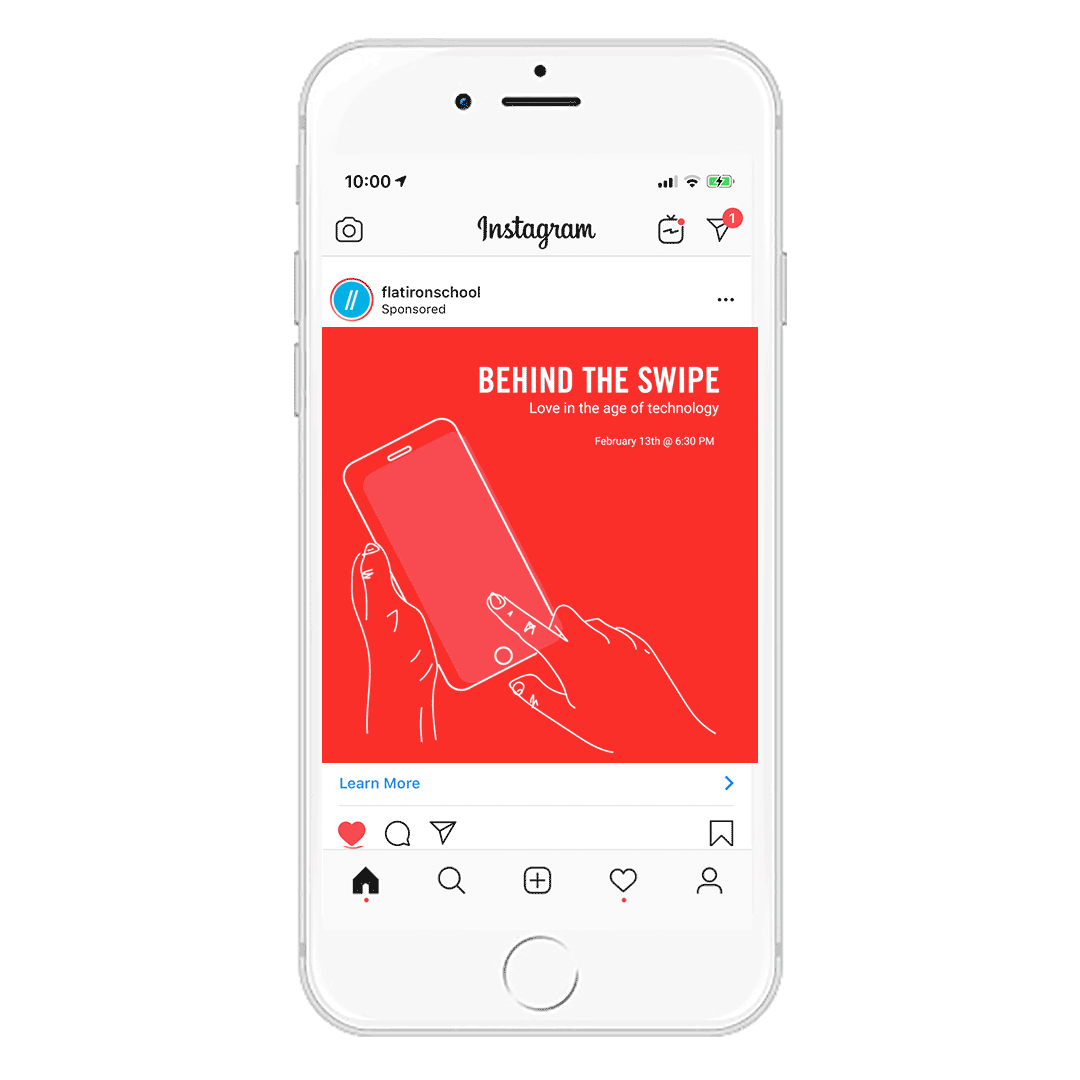 10:00
Instagram
1
flatironschool
Sponsored
BEHIND THE SWIPE
Love in the age of technology
February 13th @ 6:30 PM
Learn More